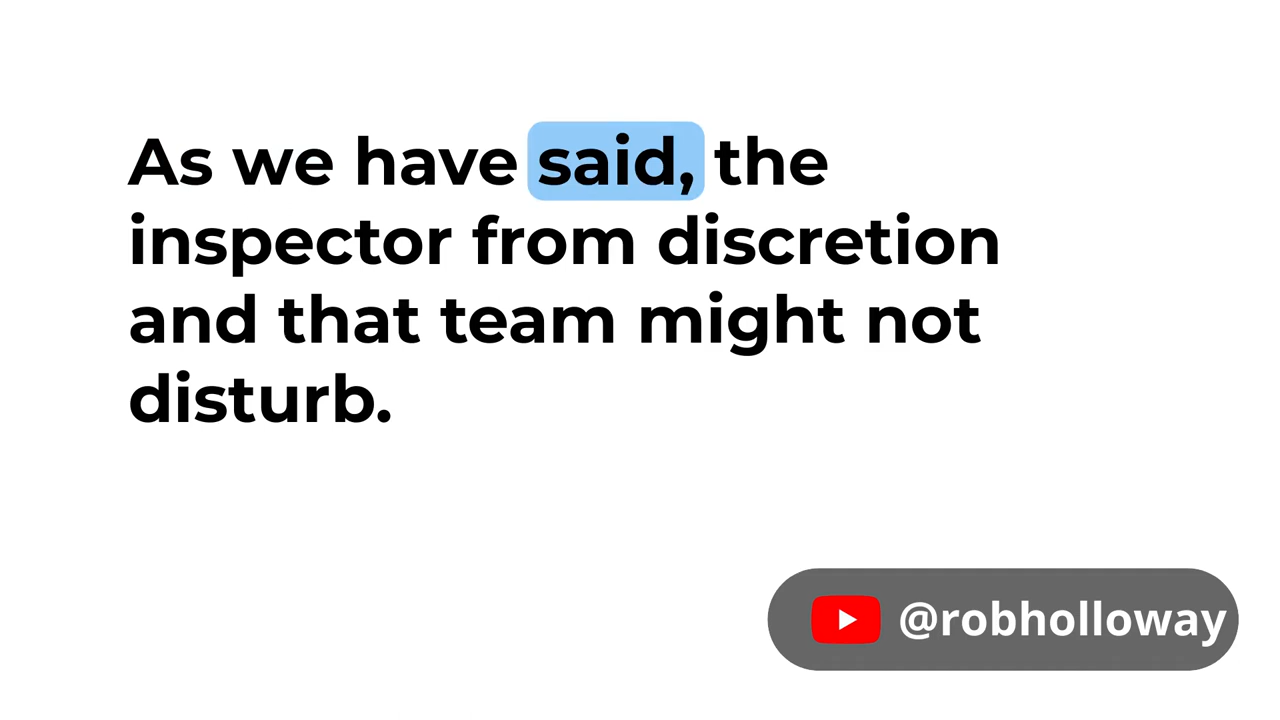 As we have said, the
inspector from discretion
and that team might not
disturb.
@robholloway